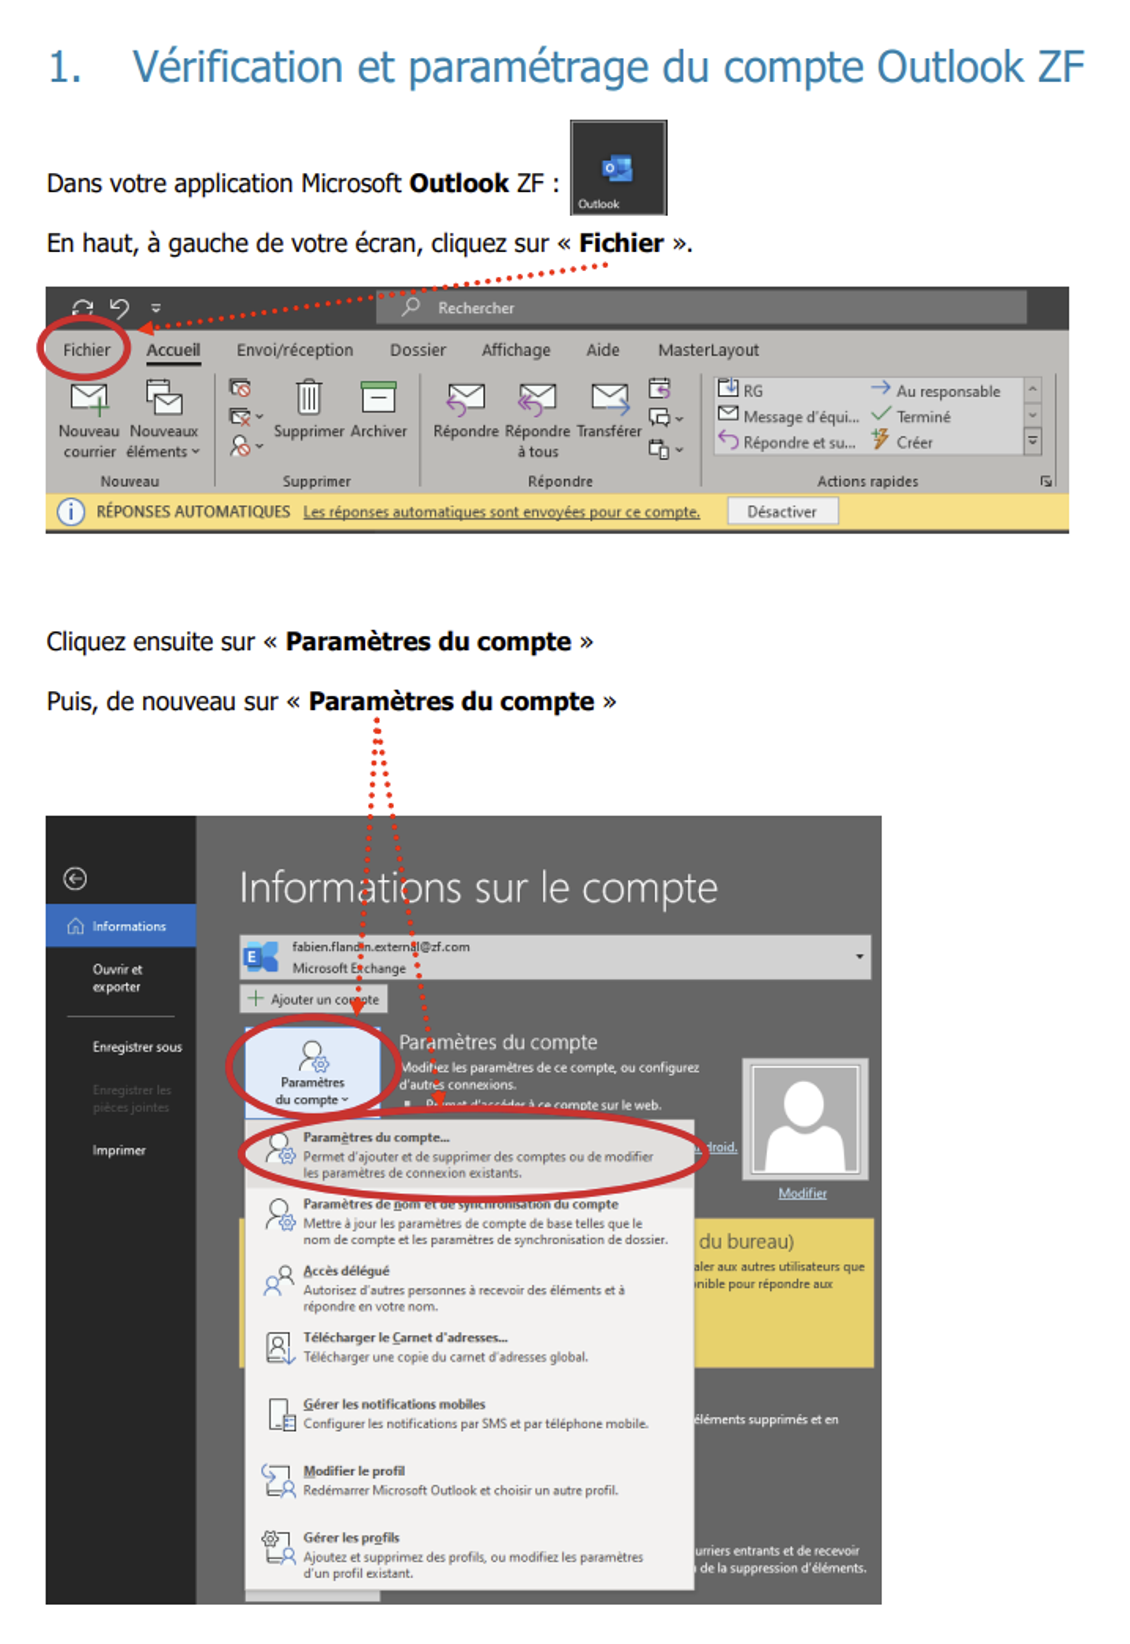 1. Vérification et paramétrage du compte Outlook ZF
Dans votre application Microsoft Outlook ZF :
Outlook
En haut, à gauche de votre écran, cliquez sur « Fichier ».
Rechercher
Fichier Accueil Envoi/réception Dossier Affichage Aide MasterLayout
Nouveau courrier
Nouveaux éléments
Nouveau
Supprimer Archiver
Supprimer
Répondre
Répondre à tous
Transférer
Répondre
RG
Message d'équi...
Répondre et su...
Au responsable
Terminé
Créer
Actions rapides
RÉPONSES AUTOMATIQUES Les réponses automatiques sont envoyées pour ce compte. Désactiver
Cliquez ensuite sur « Paramètres du compte »
Puis, de nouveau sur « Paramètres du compte »
Informations
Ouvrir et
exporter
Enregistrer sous
Enregistrer les
pièces jointes
Imprimer
Informations sur le compte
fabien.flandin.external@zf.com
Microsoft Exchange
Ajouter un compte
Paramètres
du compte
Paramètres du compte
Modifiez les paramètres de ce compte, ou configurez
d'autres connexions.
Permet d'accéder à ce compte sur le web.
droid.
Modifier
Paramètres du compte...
Permet d'ajouter et de supprimer des comptes ou de modifier
les paramètres de connexion existants.
Paramètres de nom et de synchronisation du compte
Mettre à jour les paramètres de compte de base telles que le
nom de compte et les paramètres de synchronisation de dossier.
Accès délégué
Autorisez d'autres personnes à recevoir des éléments et à
répondre en votre nom.
Télécharger le Carnet d'adresses...
Télécharger une copie du carnet d'adresses global.
Gérer les notifications mobiles
Configurer les notifications par SMS et par téléphone mobile.
Modifier le profil
Redémarrer Microsoft Outlook et choisir un autre profil.
Gérer les profils
Ajoutez et supprimez des profils, ou modifiez les paramètres
d'un profil existant.
du bureau)
aler aux autres utilisateurs que
nible pour répondre aux
éléments supprimés et en
urriers entrants et de recevoir
de la suppression d'éléments.